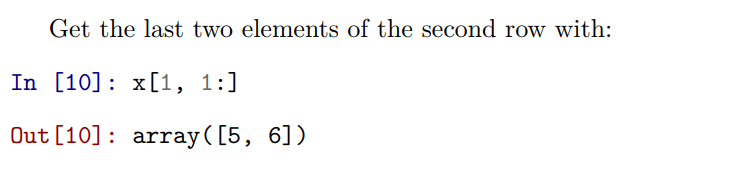 Get the last two elements of the second row with:
In [10]: x[1, 1:]
Out[10]: array([5, 6])